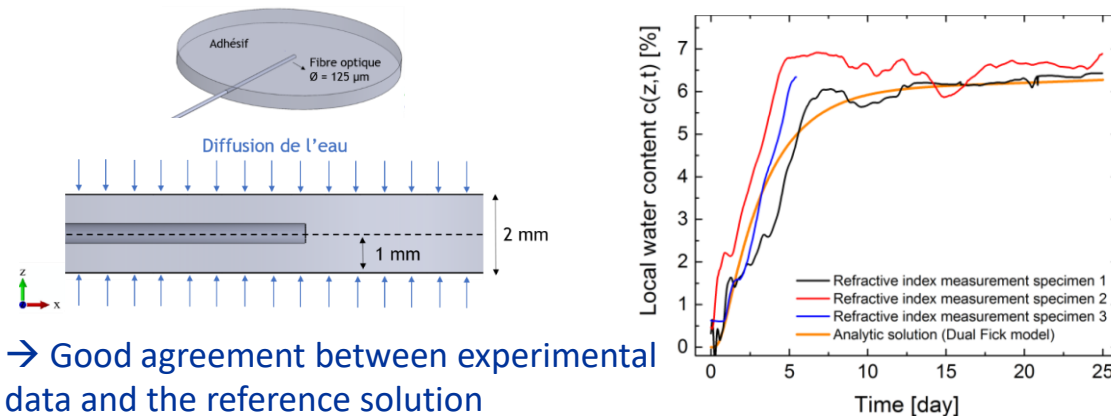 Adhésif
Fibre optique
Ø = 125 µm
Diffusion de l'eau
2 mm
1 mm
z
x
→ Good agreement between experimental
data and the reference solution
Local water content c(z,t) [%]
7
6
5
4
3
2
1
0
Refractive index measurement specimen 1
Refractive index measurement specimen 2
Refractive index measurement specimen 3
Analytic solution (Dual Fick model)
0 5 10 15 20 25
Time [day]